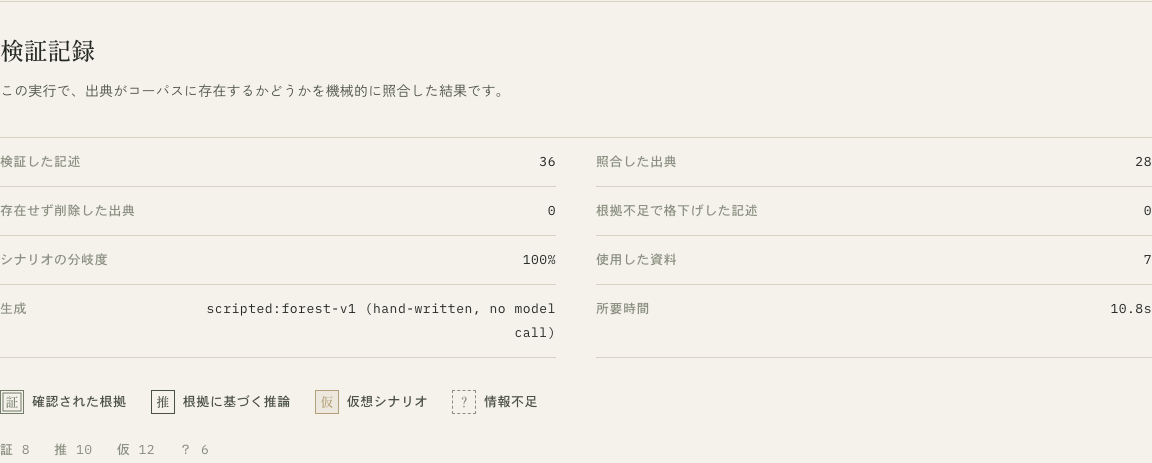 検証記録
この実行で、出典がコーパスに存在するかどうかを機械的に照合した結果です。
検証した記述 36
照合した出典 28
存在せず削除した出典 0
根拠不足で格下げした記述 0
シナリオの分岐度 100%
使用した資料 7
生成 scripted:forest-v1 (hand-written, no model
call)
所要時間 10.8s
証 確認された根拠 推 根拠に基づく推論 仮 仮想シナリオ ? 情報不足
証 8 推 10 仮 12 ? 6